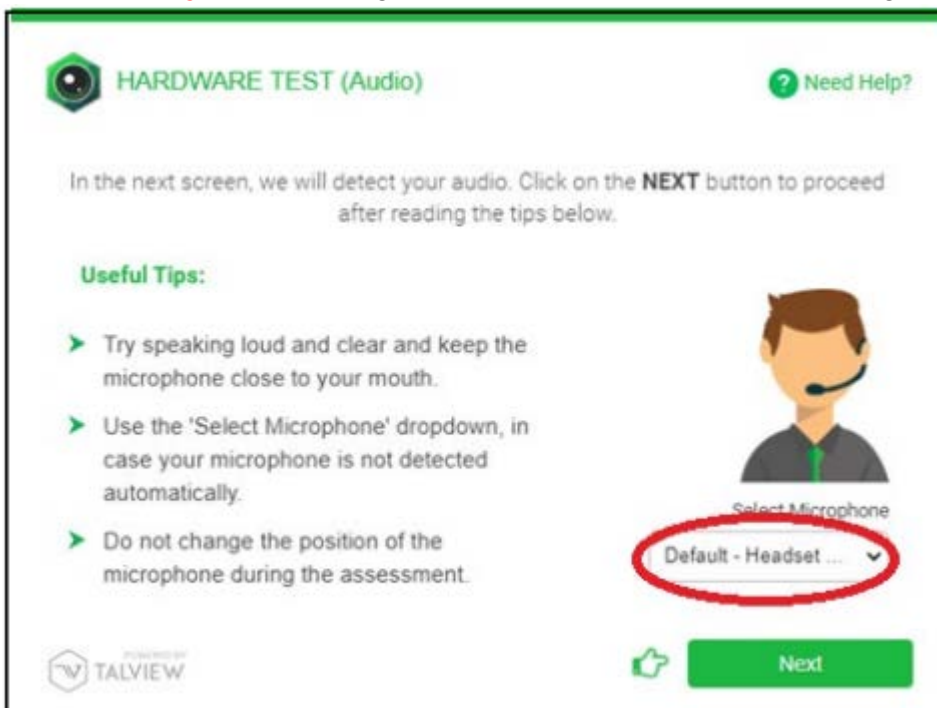 HARDWARE TEST (Audio)
? Need Help?
In the next screen, we will detect your audio. Click on the NEXT button to proceed
after reading the tips below.
Useful Tips:
Try speaking loud and clear and keep the
microphone close to your mouth.
Use the 'Select Microphone' dropdown, in
case your microphone is not detected
automatically.
Do not change the position of the
microphone during the assessment.
Select Microphone
Default - Headset ...
POWERED BY
TALVIEW
Next